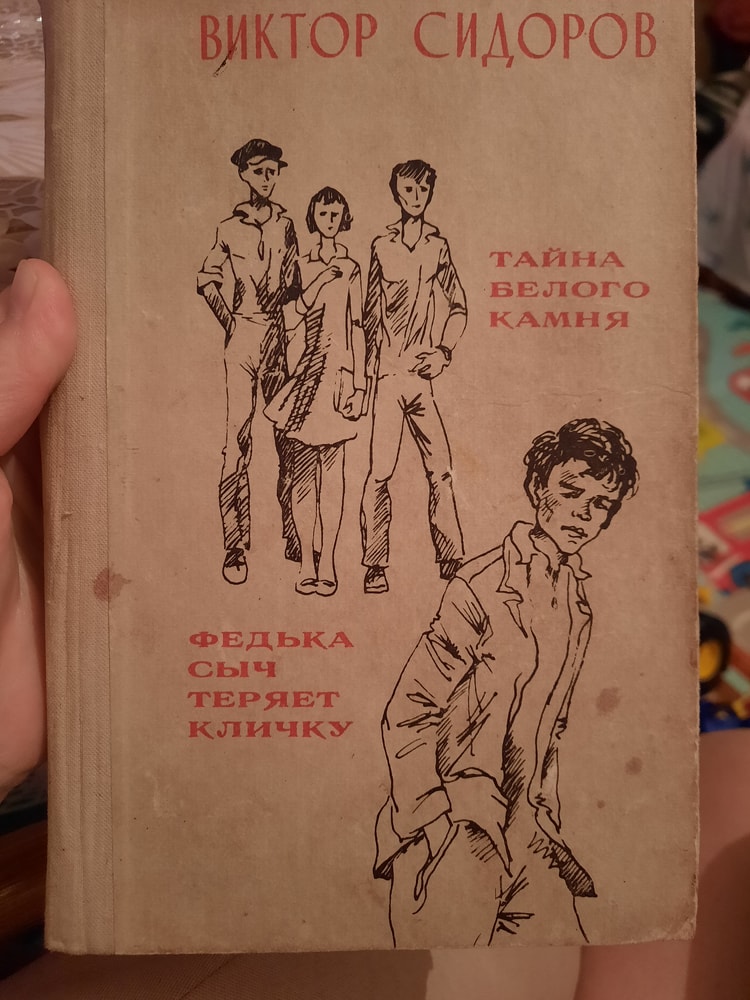 ВИКТОР СИДОРОВ
ТАЙНА
БЕЛОГО
КАМНЯ
ФЕДЬКА
СЫЧ
ТЕРЯЕТ
КЛИЧКУ